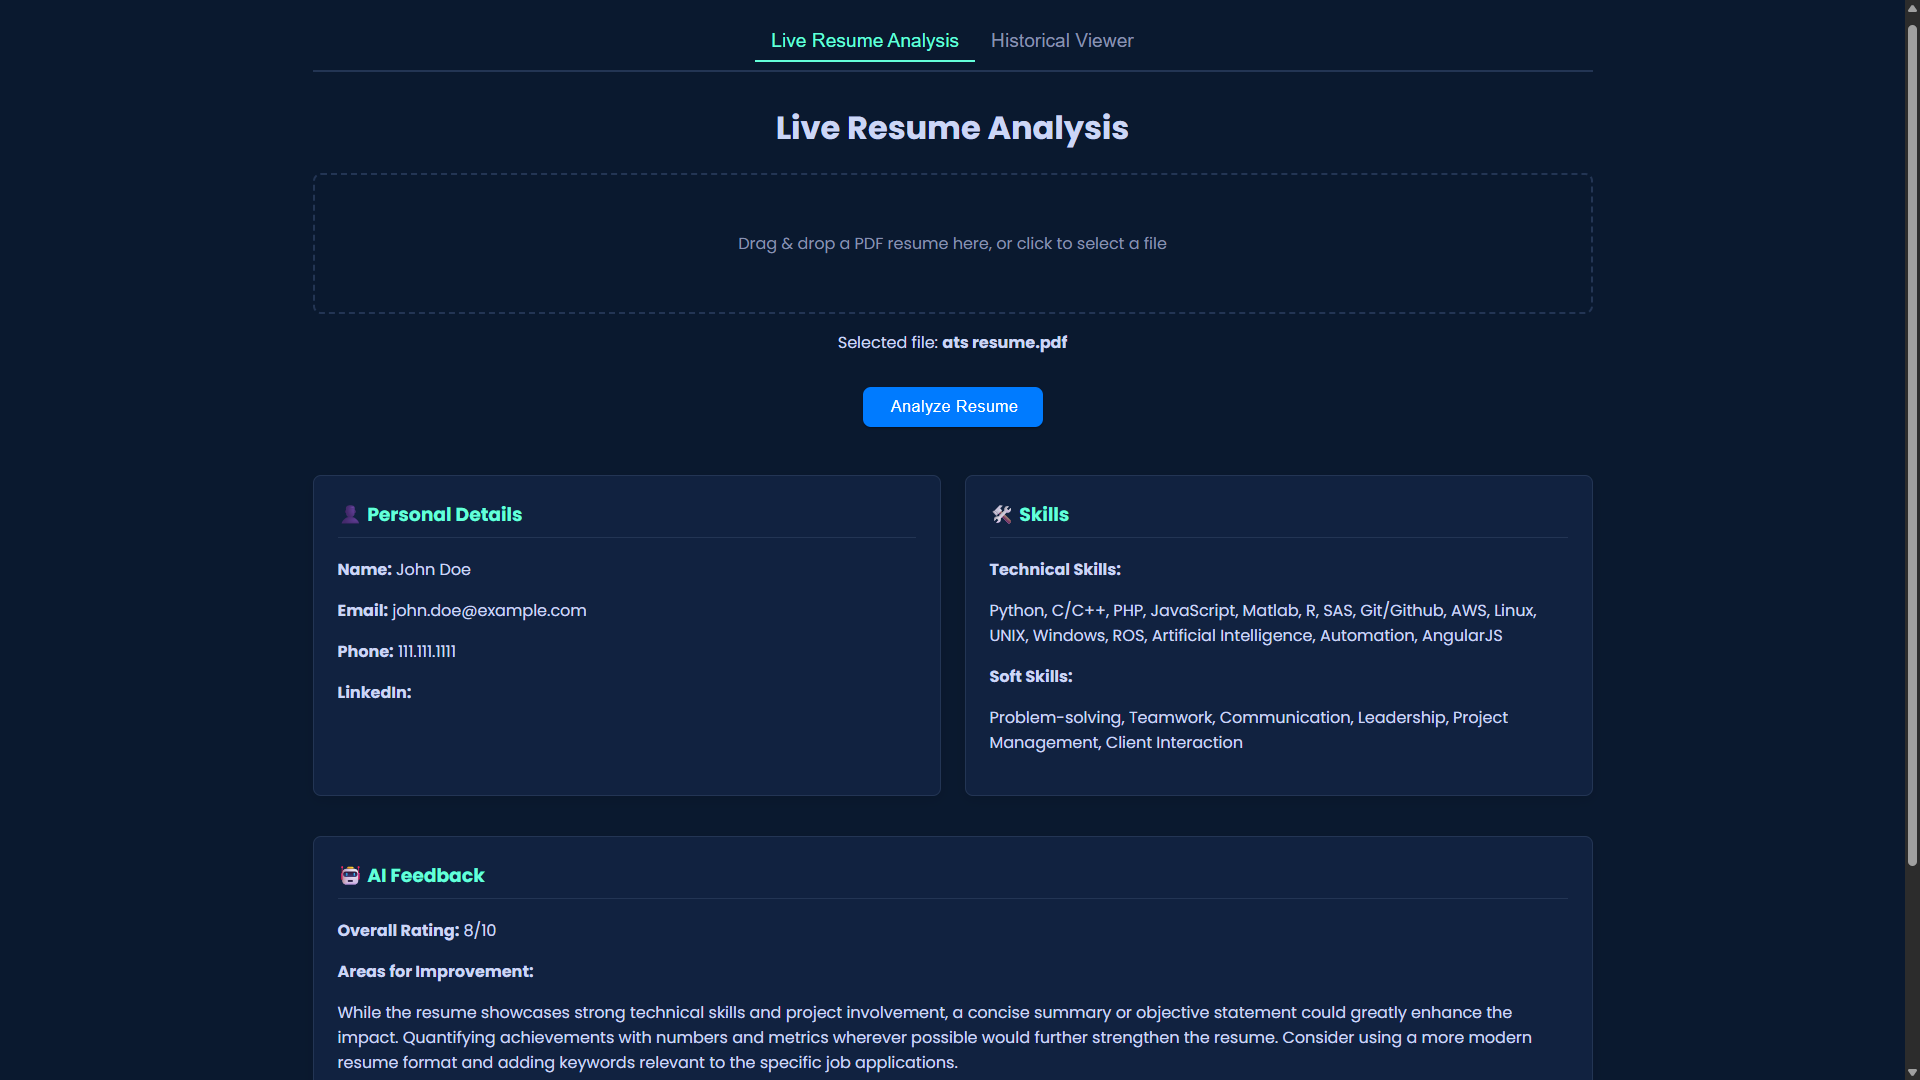 Live Resume Analysis
Historical Viewer
Live Resume Analysis
Drag & drop a PDF resume here, or click to select a file
Selected file: ats resume.pdf
Analyze Resume
Personal Details
Name: John Doe
Email: john.doe@example.com
Phone: 111.111.1111
LinkedIn:
Skills
Technical Skills:
Python, C/C++, PHP, JavaScript, Matlab, R, SAS, Git/Github, AWS, Linux,
UNIX, Windows, ROS, Artificial Intelligence, Automation, AngularJS
Soft Skills:
Problem-solving, Teamwork, Communication, Leadership, Project
Management, Client Interaction
AI Feedback
Overall Rating: 8/10
Areas for Improvement:
While the resume showcases strong technical skills and project involvement, a concise summary or objective statement could greatly enhance the
impact. Quantifying achievements with numbers and metrics wherever possible would further strengthen the resume. Consider using a more modern
resume format and adding keywords relevant to the specific job applications.